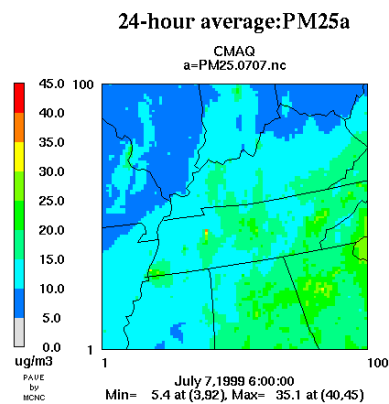 24-hour average:PM25a
CMAQ
a=PM25.0707.nc
45.0
40.0
35.0
30.0
25.0
20.0
15.0
10.0
5.0
0.0
ug/m3
PAVE
by
MCNC
100
1
1
100
July 7,1999 6:00:00
Min= 5.4 at (3,92), Max= 35.1 at (40,45)